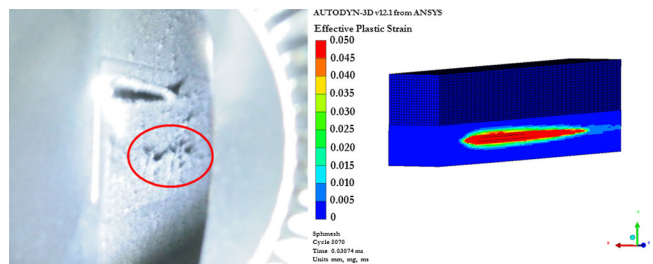 AUTODYN-3D v12.1 from ANSYS
Effective Plastic Strain
0.050
0.045
0.040
0.035
0.030
0.025
0.020
0.015
0.010
0.005
0
Sphmesh
Cycle 5070
Time 0.03074 ms
Units mm, mg, ms